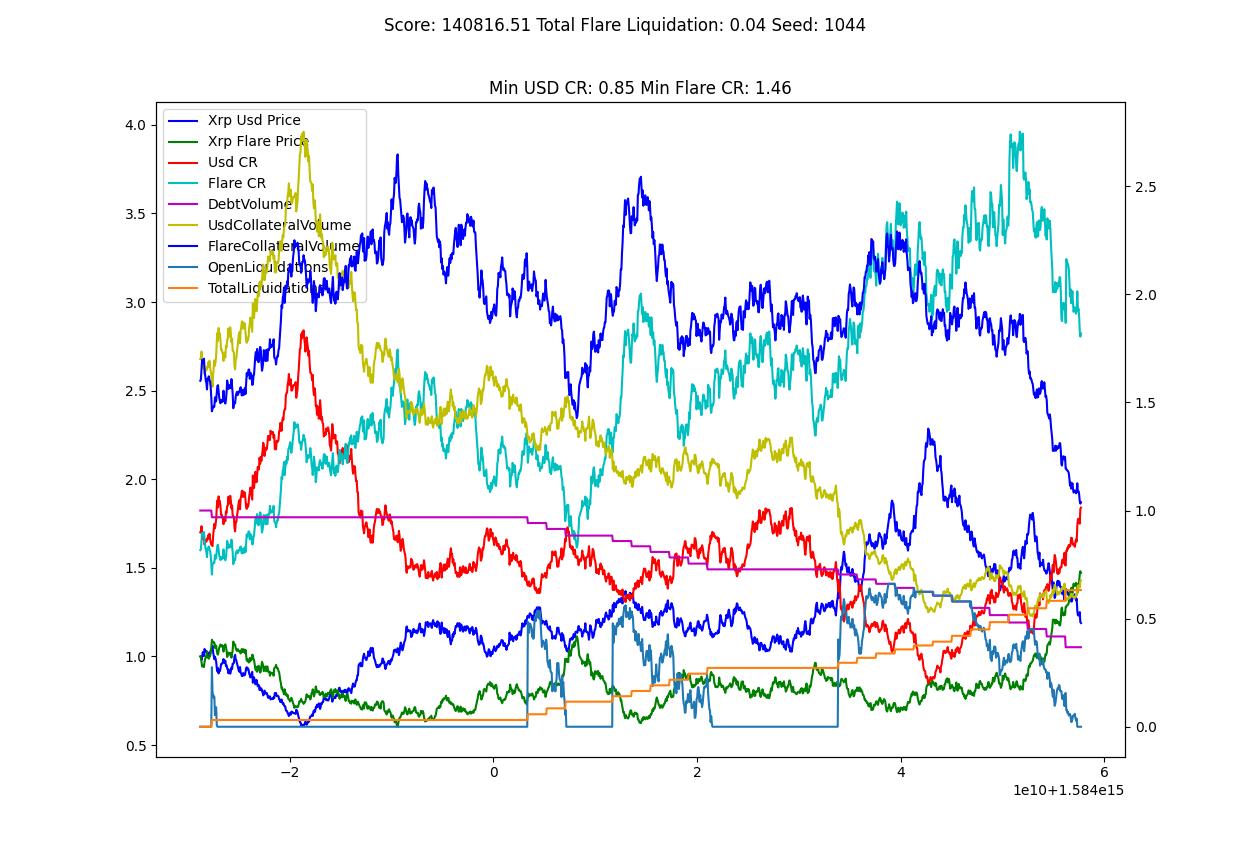 Score: 140816.51 Total Flare Liquidation: 0.04 Seed: 1044
Min USD CR: 0.85 Min Flare CR: 1.46
Xrp Usd Price
Xrp Flare Price
Usd CR
Flare CR
DebtVolume
UsdCollateralVolume
FlareCollateralVolume
OpenLiquidations
TotalLiquidations
4.0
3.5
3.0
2.5
2.0
1.5
1.0
0.5
2.5
2.0
1.5
1.0
0.5
0.0
−2 0 2 4 6
1e10+1.584e15